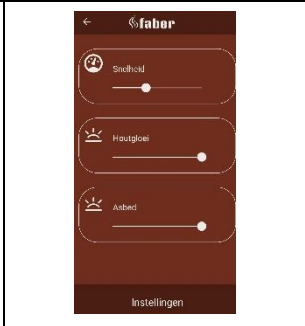 faber
Snelheid
Houtgloei
Asbed
Instellingen